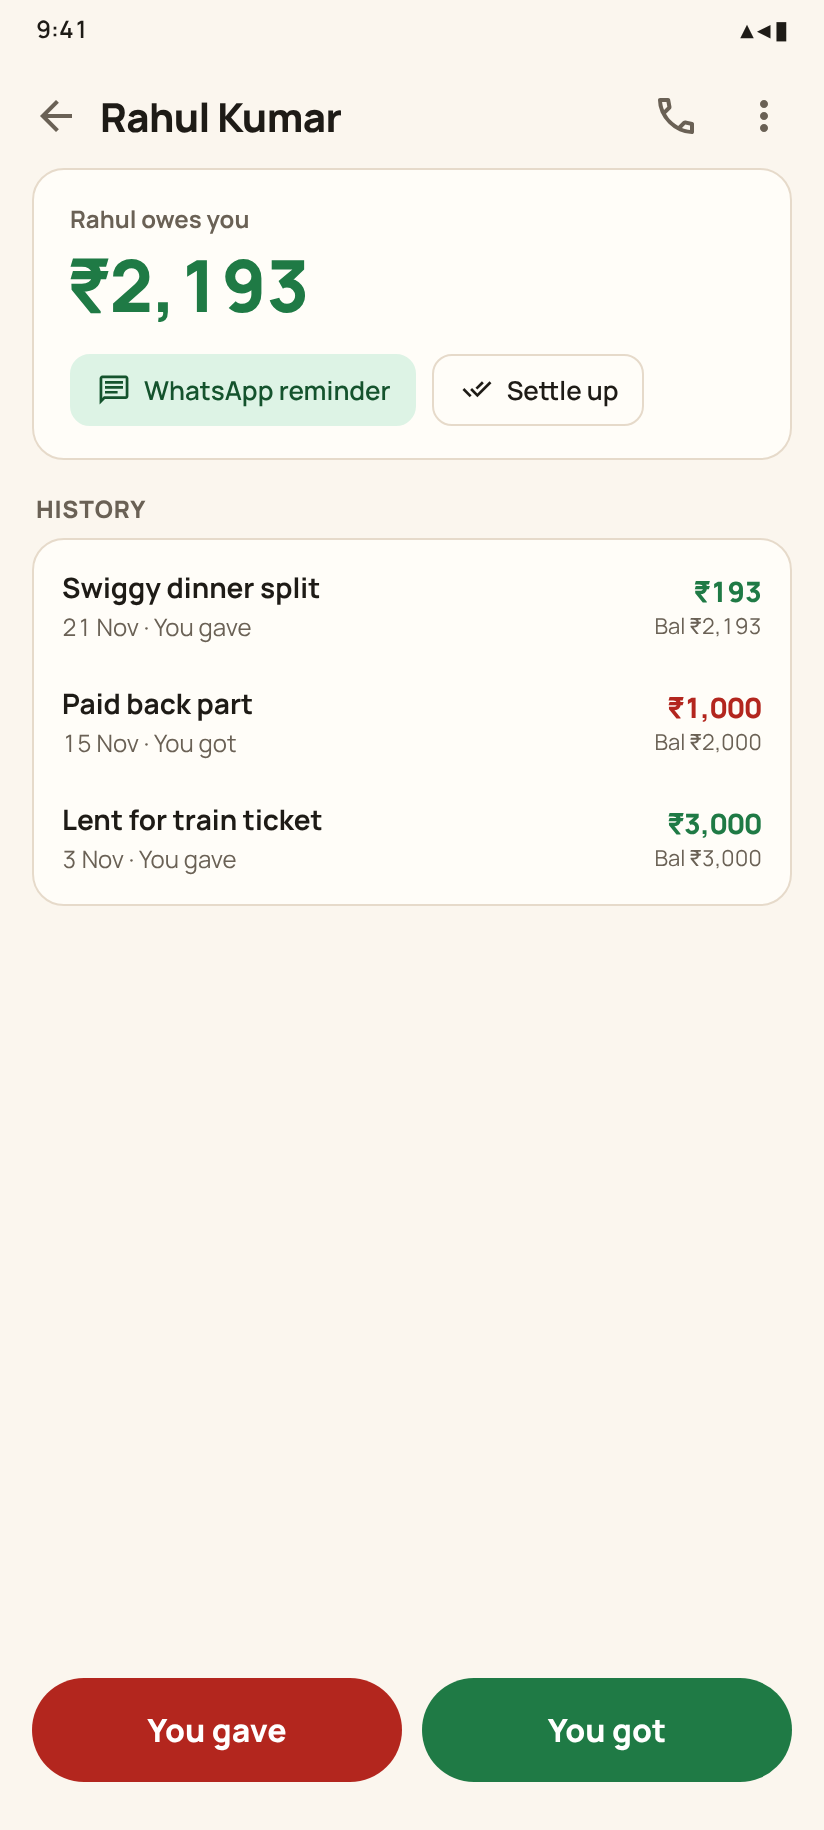 9:41
Rahul Kumar
Rahul owes you
₹2,193
WhatsApp reminder
Settle up
HISTORY
Swiggy dinner split
₹193
21 Nov · You gave
Bal ₹2,193
Paid back part
₹1,000
15 Nov · You got
Bal ₹2,000
Lent for train ticket
₹3,000
3 Nov · You gave
Bal ₹3,000
You gave
You got